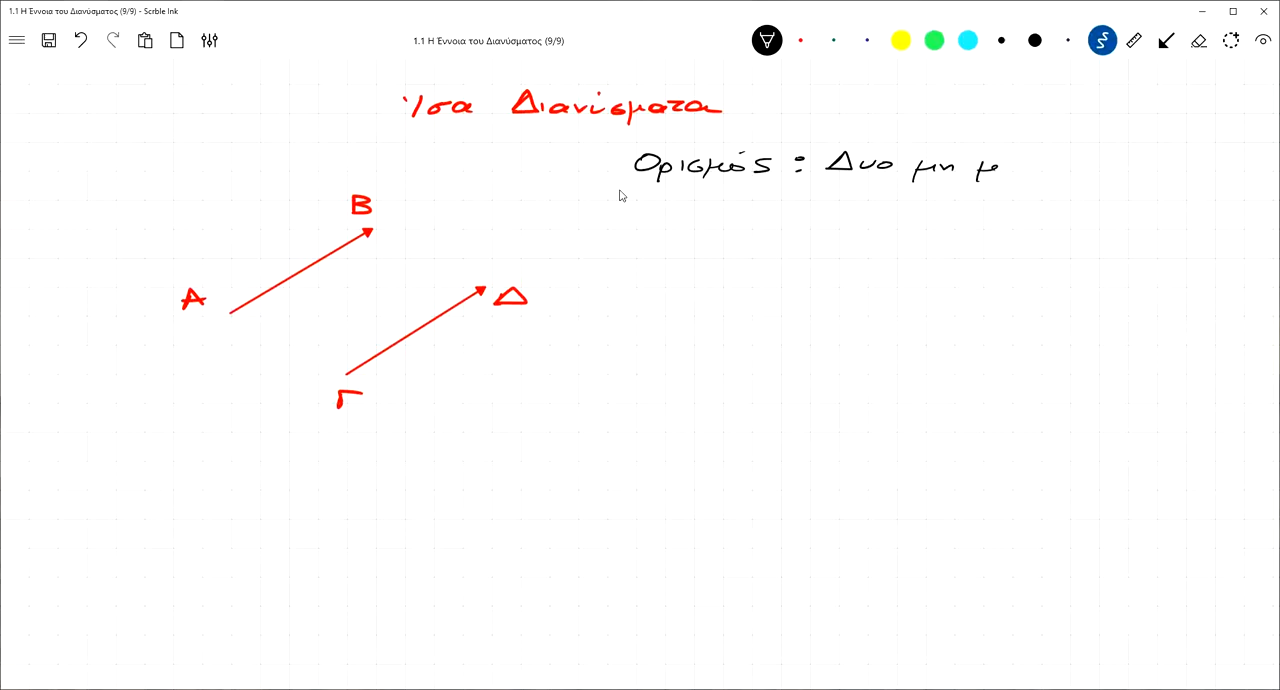 1.1 Η Έννοια του Διανύσματος (9/9) - Scrble Ink
1.1 Η Έννοια του Διανύσματος (9/9)
Ίσα Διανύσματα
Ορισμός : Δυο μη μ
Β
Α
Δ
Γ